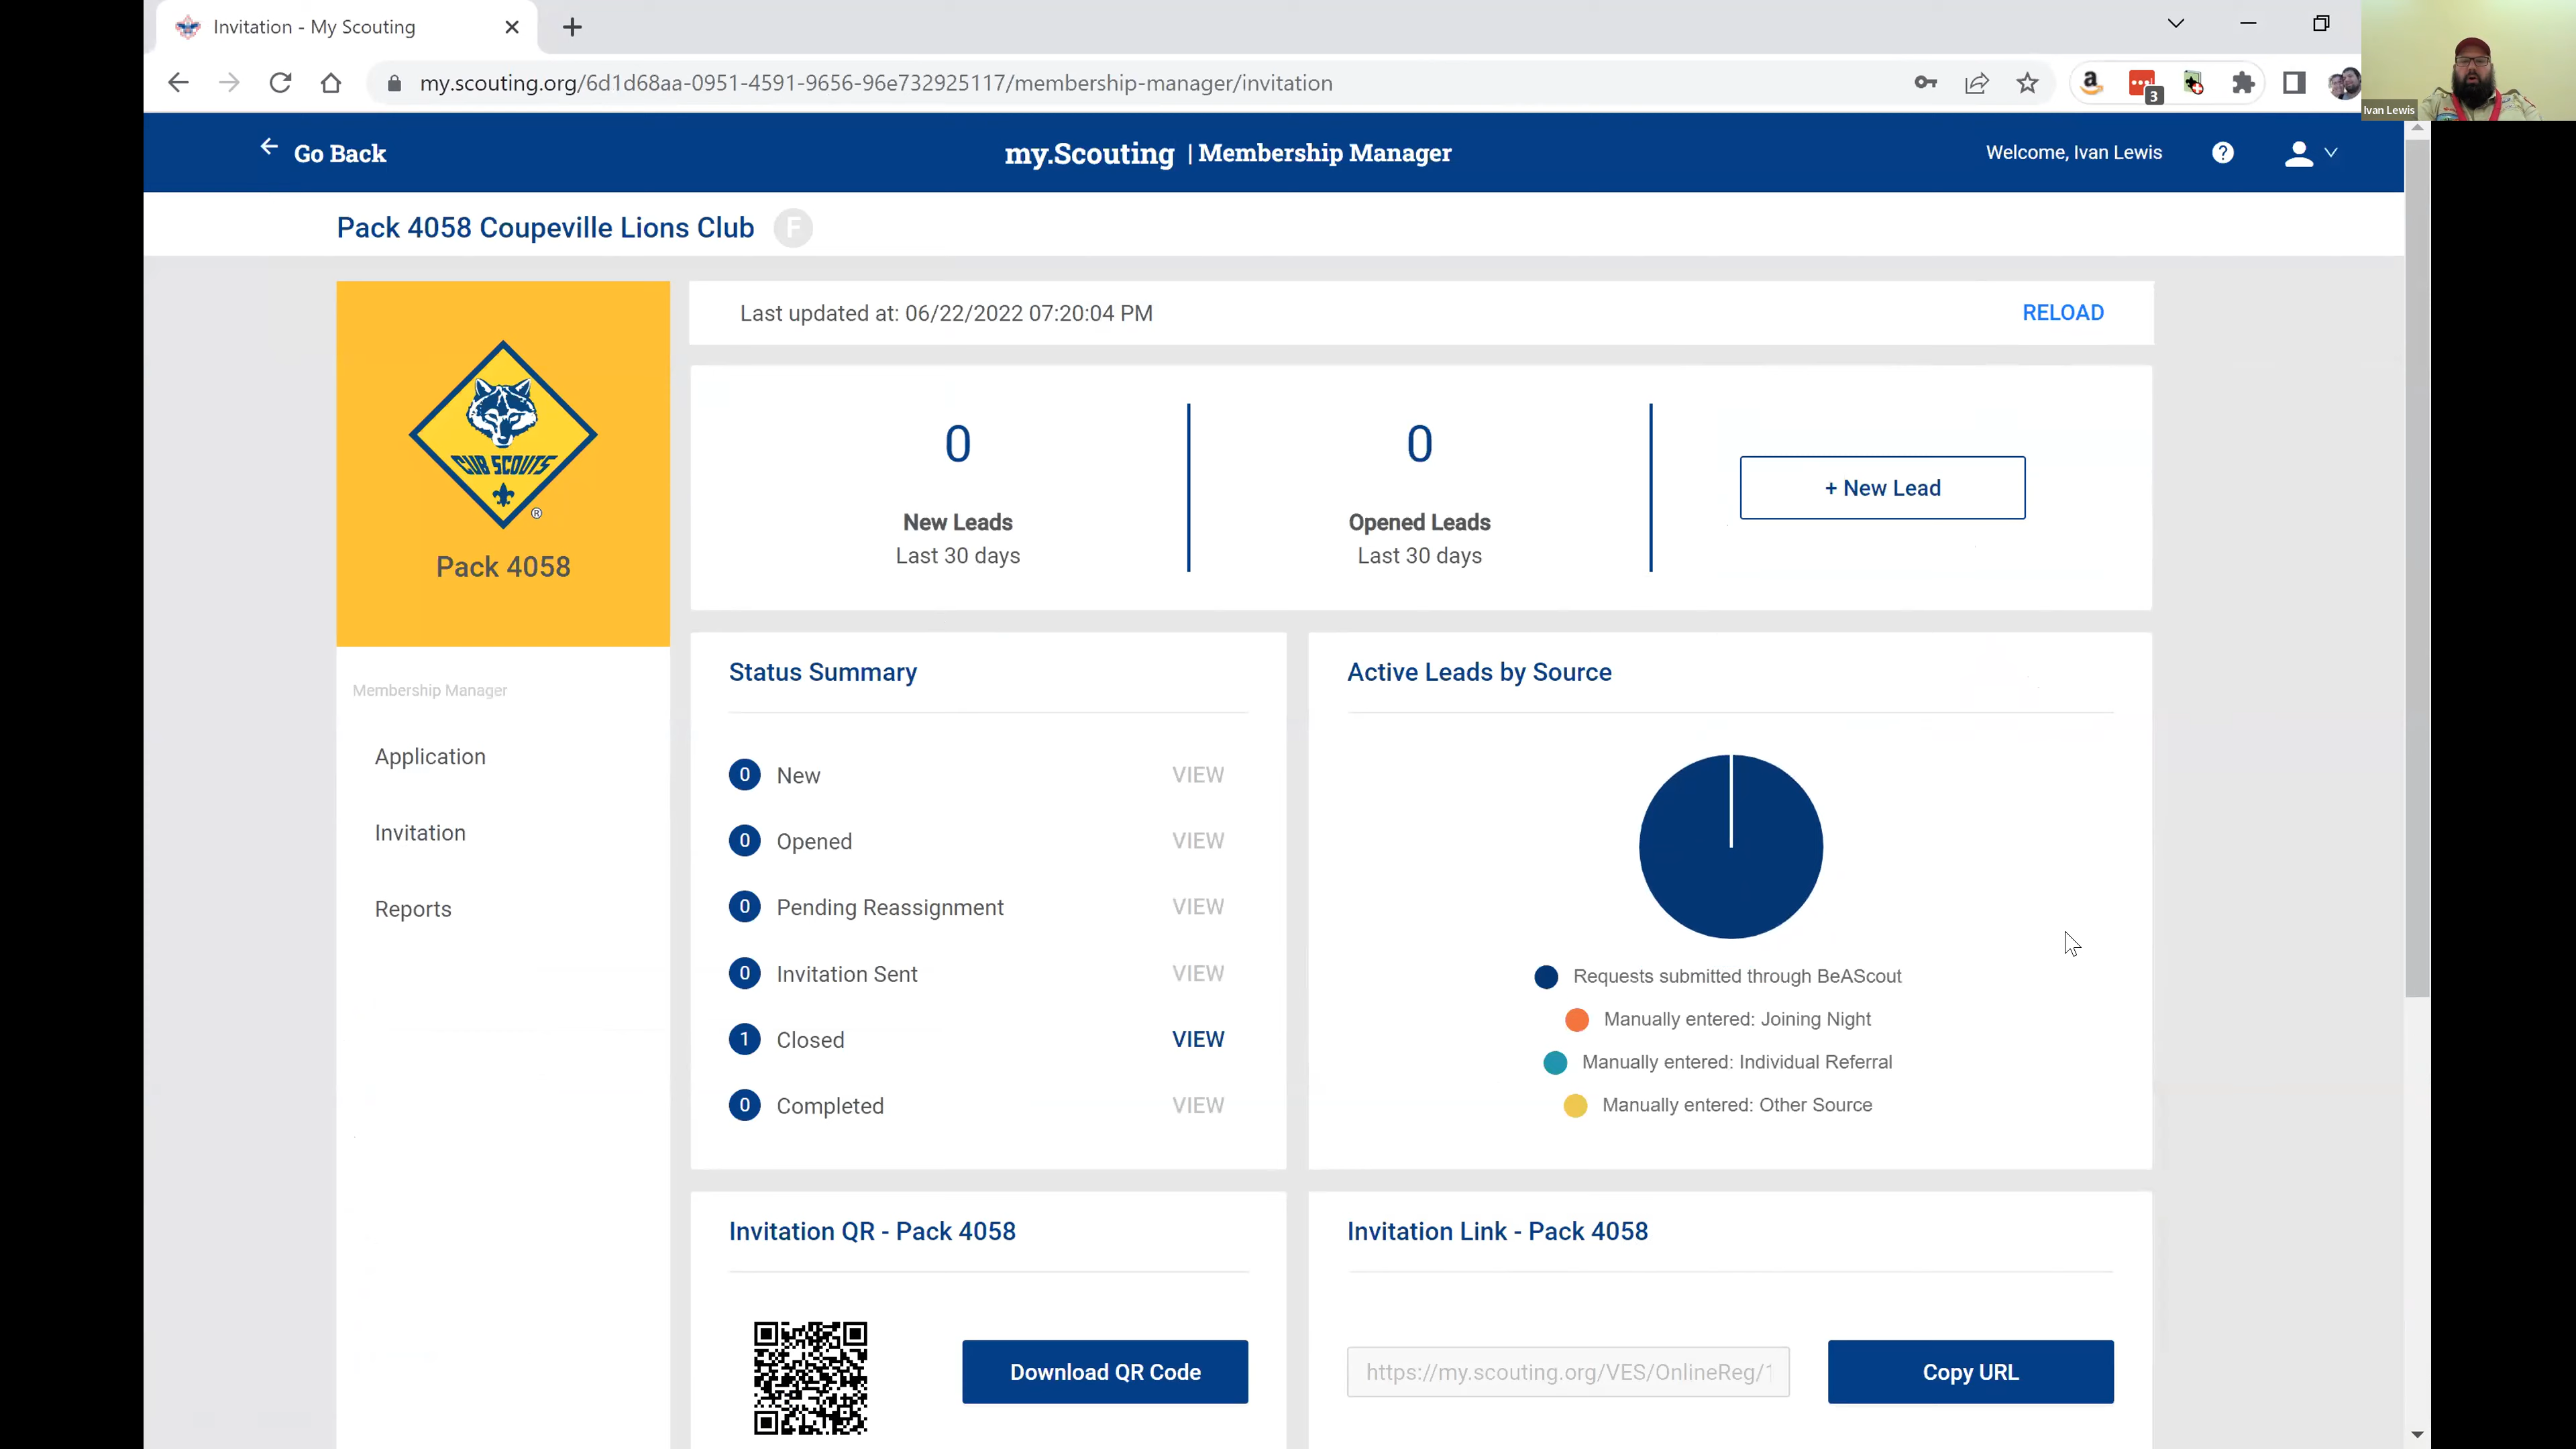 Invitation - My Scouting
my.scouting.org/6d1d68aa-0951-4591-9656-96e732925117/membership-manager/invitation
3
Ivan Lewis
Go Back
my.Scouting | Membership Manager
Welcome, Ivan Lewis
?
Pack 4058 Coupeville Lions Club
F
Last updated at: 06/22/2022 07:20:04 PM
RELOAD
CUB SCOUTS
®
Pack 4058
0
New Leads
Last 30 days
0
Opened Leads
Last 30 days
+ New Lead
Membership Manager
Application
Invitation
Reports
Status Summary
0 New VIEW
0 Opened VIEW
0 Pending Reassignment VIEW
0 Invitation Sent VIEW
1 Closed VIEW
0 Completed VIEW
Active Leads by Source
Requests submitted through BeAScout
Manually entered: Joining Night
Manually entered: Individual Referral
Manually entered: Other Source
Invitation QR - Pack 4058
Download QR Code
Invitation Link - Pack 4058
https://my.scouting.org/VES/OnlineReg/
Copy URL